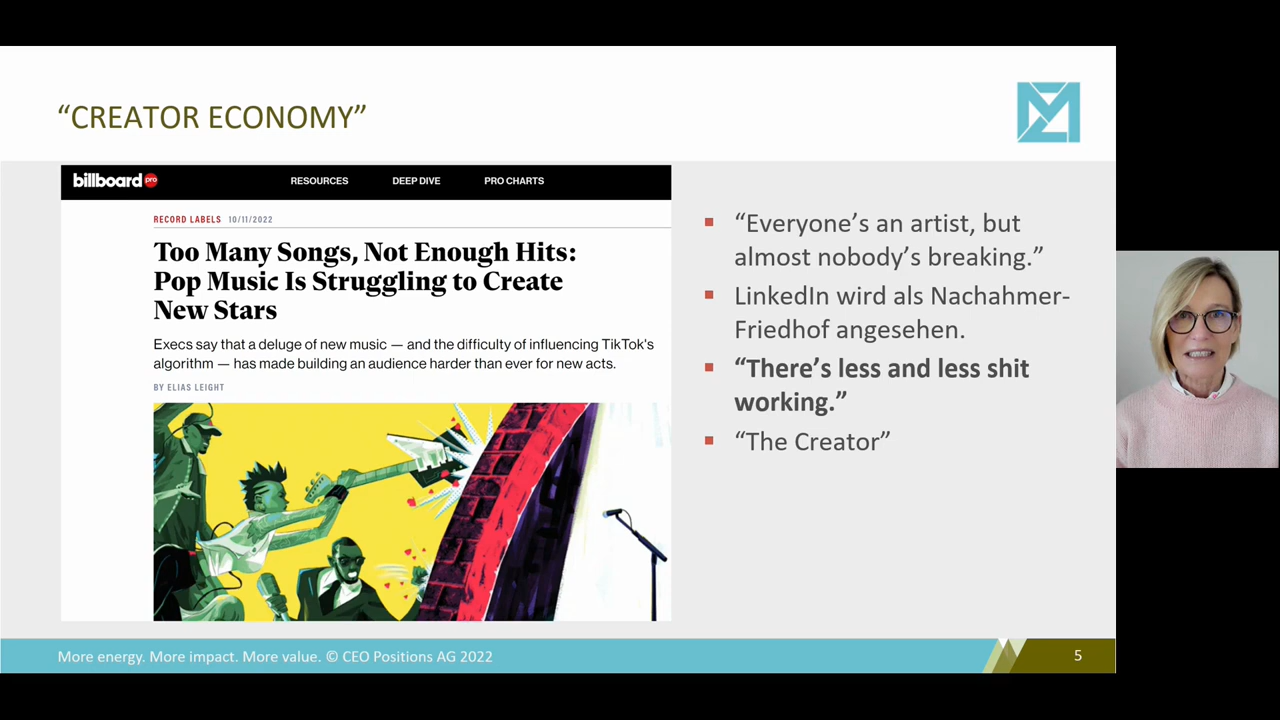 “CREATOR ECONOMY”
billboard pro
RESOURCES DEEP DIVE PRO CHARTS
RECORD LABELS 10/11/2022
Too Many Songs, Not Enough Hits:
Pop Music Is Struggling to Create
New Stars
Execs say that a deluge of new music — and the difficulty of influencing TikTok's
algorithm — has made building an audience harder than ever for new acts.
BY ELIAS LEIGHT
“Everyone’s an artist, but
almost nobody’s breaking.”
LinkedIn wird als Nachahmer-
Friedhof angesehen.
“There’s less and less shit
working.”
“The Creator”
More energy. More impact. More value. © CEO Positions AG 2022
5